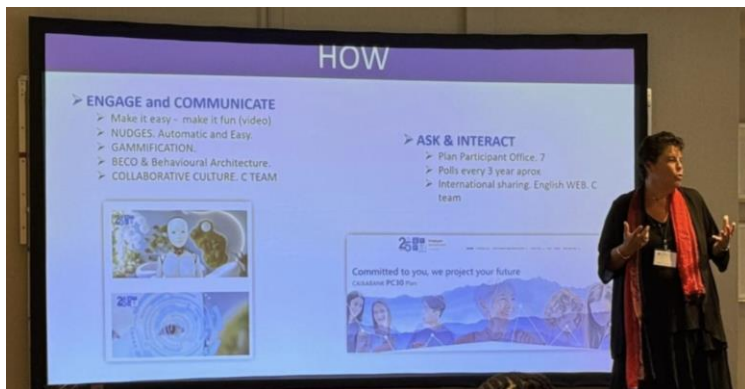 HOW
➢ ENGAGE and COMMUNICATE
➢ Make it easy - make it fun (video)
➢ NUDGES. Automatic and Easy.
➢ GAMMIFICATION.
➢ BECO & Behavioural Architecture.
➢ COLLABORATIVE CULTURE. C TEAM
➢ ASK & INTERACT
➢ Plan Participant Office. 7
➢ Polls every 3 year aprox
➢ International sharing. English WEB. C
team
Committed to you, we project your future
CAIXABANK PC30 Plan